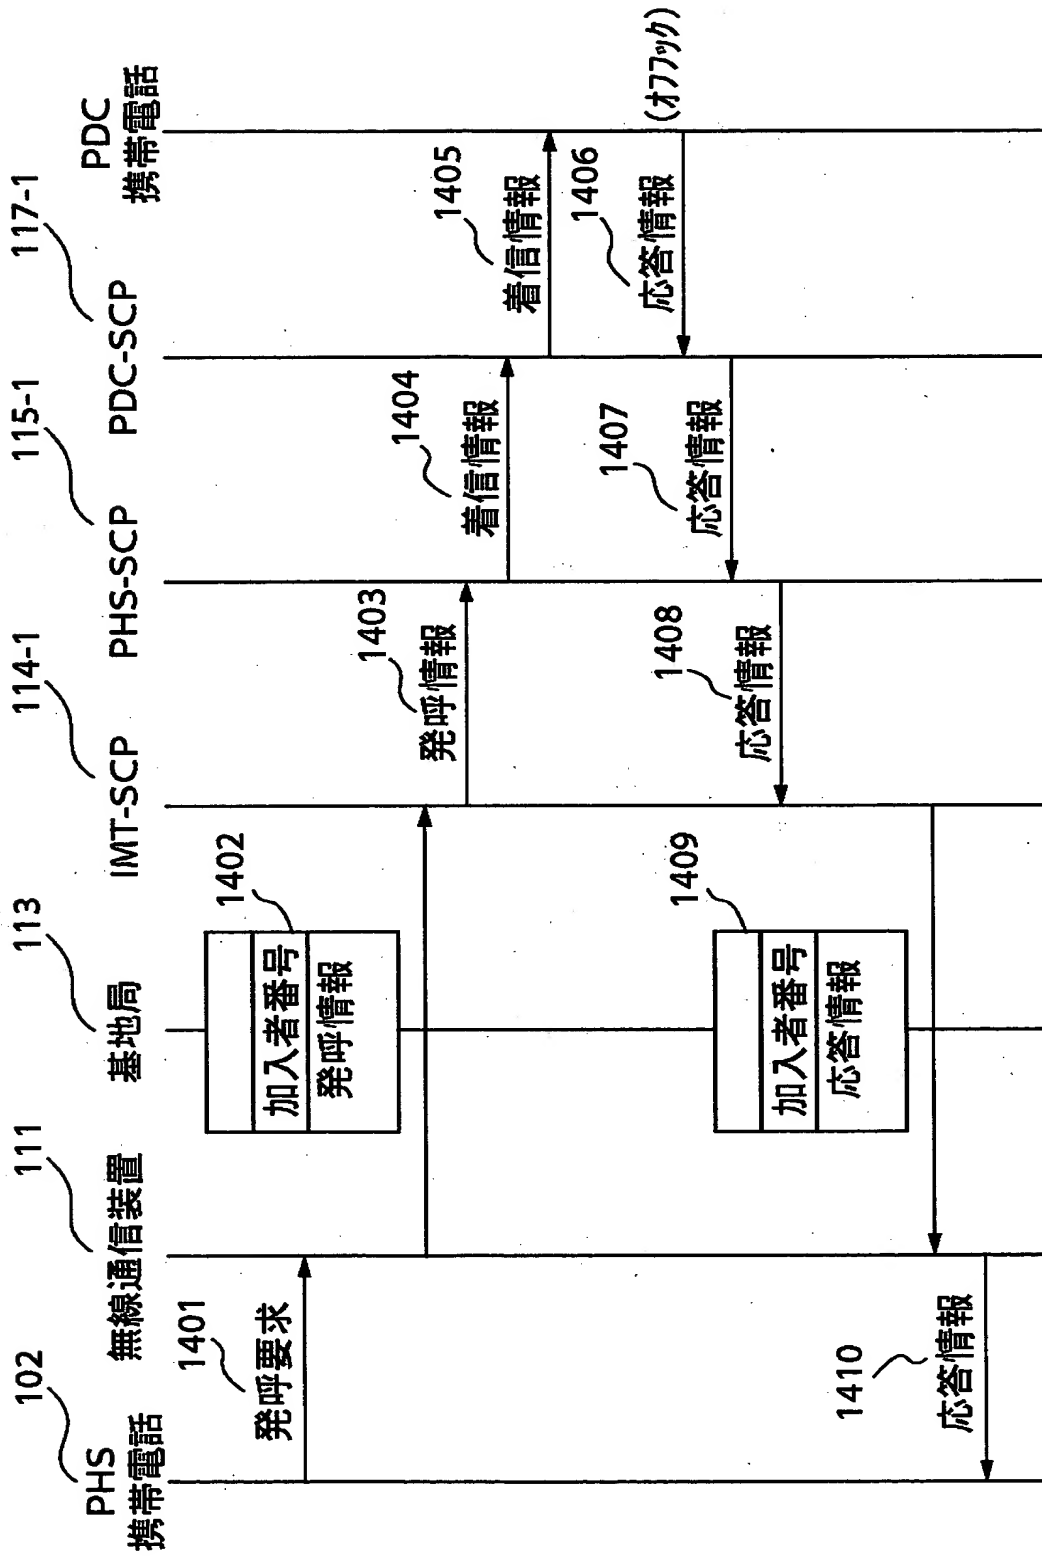 102
PHS
携帯電話
111
無線通信装置
113
基地局
114-1
IMT-SCP
115-1
PHS-SCP
117-1
PDC-SCP
PDC
携帯電話
1401
発呼要求
1402
加入者番号
発呼情報
1403
発呼情報
1404
着信情報
1405
着信情報
(オフフック)
1406
応答情報
1407
応答情報
1408
応答情報
1409
加入者番号
応答情報
1410
応答情報